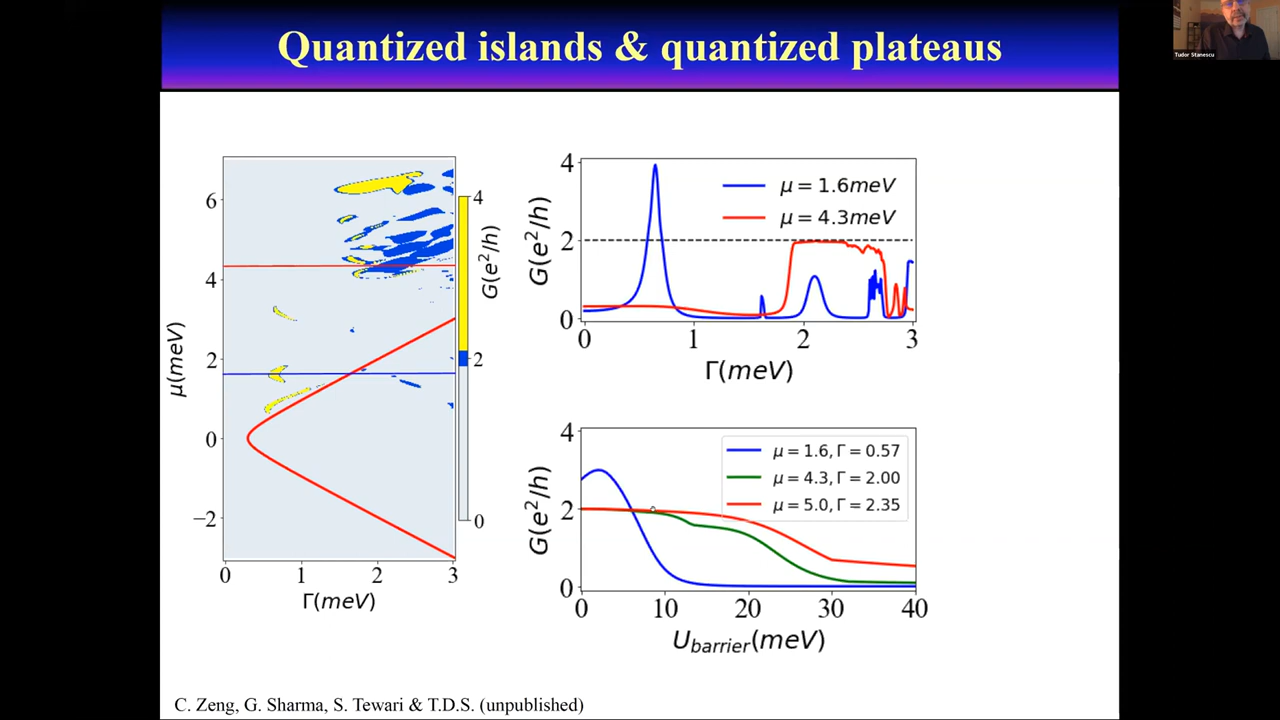 Quantized islands & quantized plateaus
Tudor Stanescu
μ(meV)
6
4
2
0
−2
0
1
2
3
Γ(meV)
4
2
0
G(e²/h)
G(e²/h)
4
2
0
μ = 1.6meV
μ = 4.3meV
0
1
2
3
Γ(meV)
G(e²/h)
4
2
0
μ = 1.6, Γ = 0.57
μ = 4.3, Γ = 2.00
μ = 5.0, Γ = 2.35
0
10
20
30
40
U_barrier(meV)
C. Zeng, G. Sharma, S. Tewari & T.D.S. (unpublished)